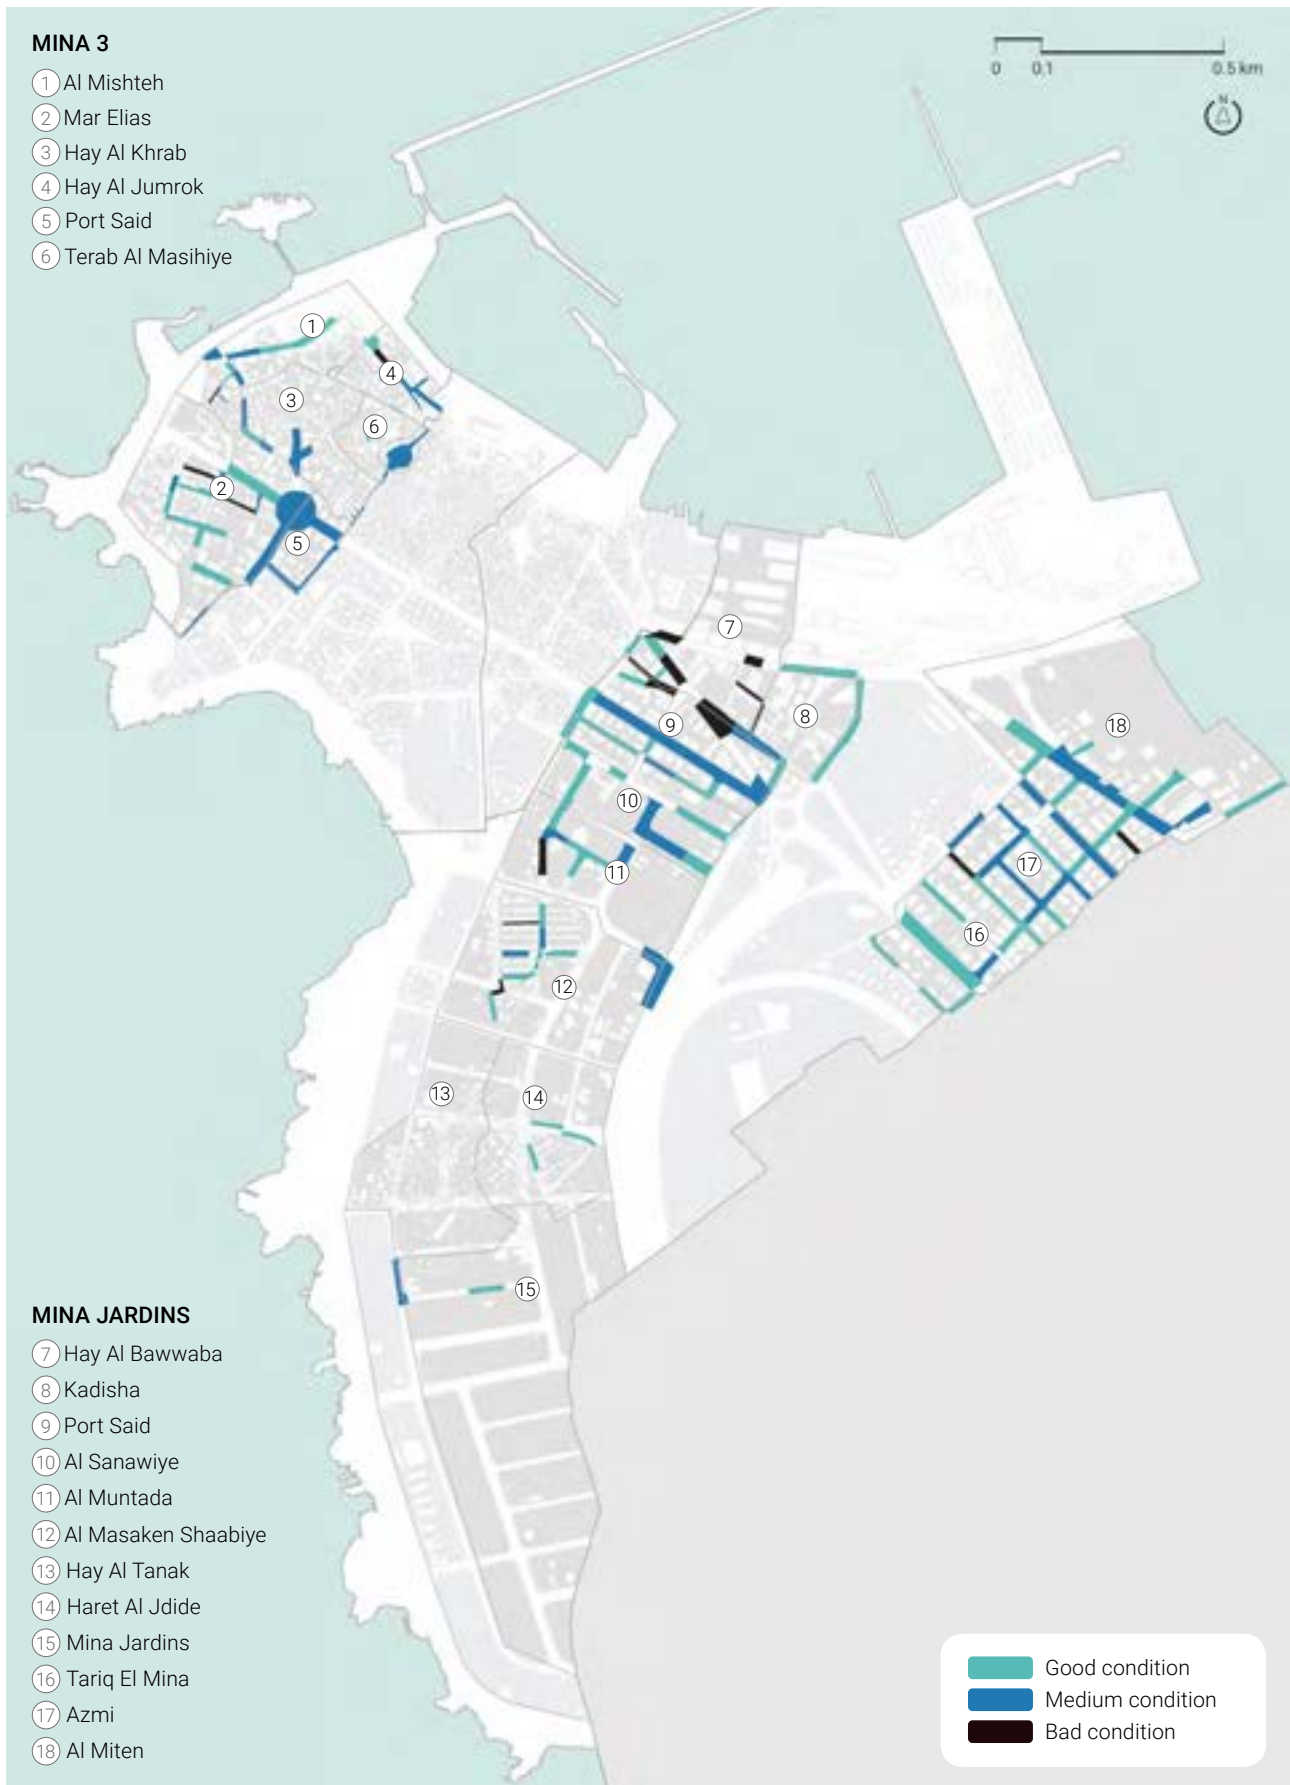 MINA 3
1 Al Mishteh
2 Mar Elias
3 Hay Al Khrab
4 Hay Al Jumrok
5 Port Said
6 Terab Al Masihiye
0 0.1 0.5 km
N
1
4
3
6
2
5
7
8
9
18
10
11
17
16
12
13
14
15
MINA JARDINS
7 Hay Al Bawwaba
8 Kadisha
9 Port Said
10 Al Sanawiye
11 Al Muntada
12 Al Masaken Shaabiye
13 Hay Al Tanak
14 Haret Al Jdide
15 Mina Jardins
16 Tariq El Mina
17 Azmi
18 Al Miten
Good condition
Medium condition
Bad condition